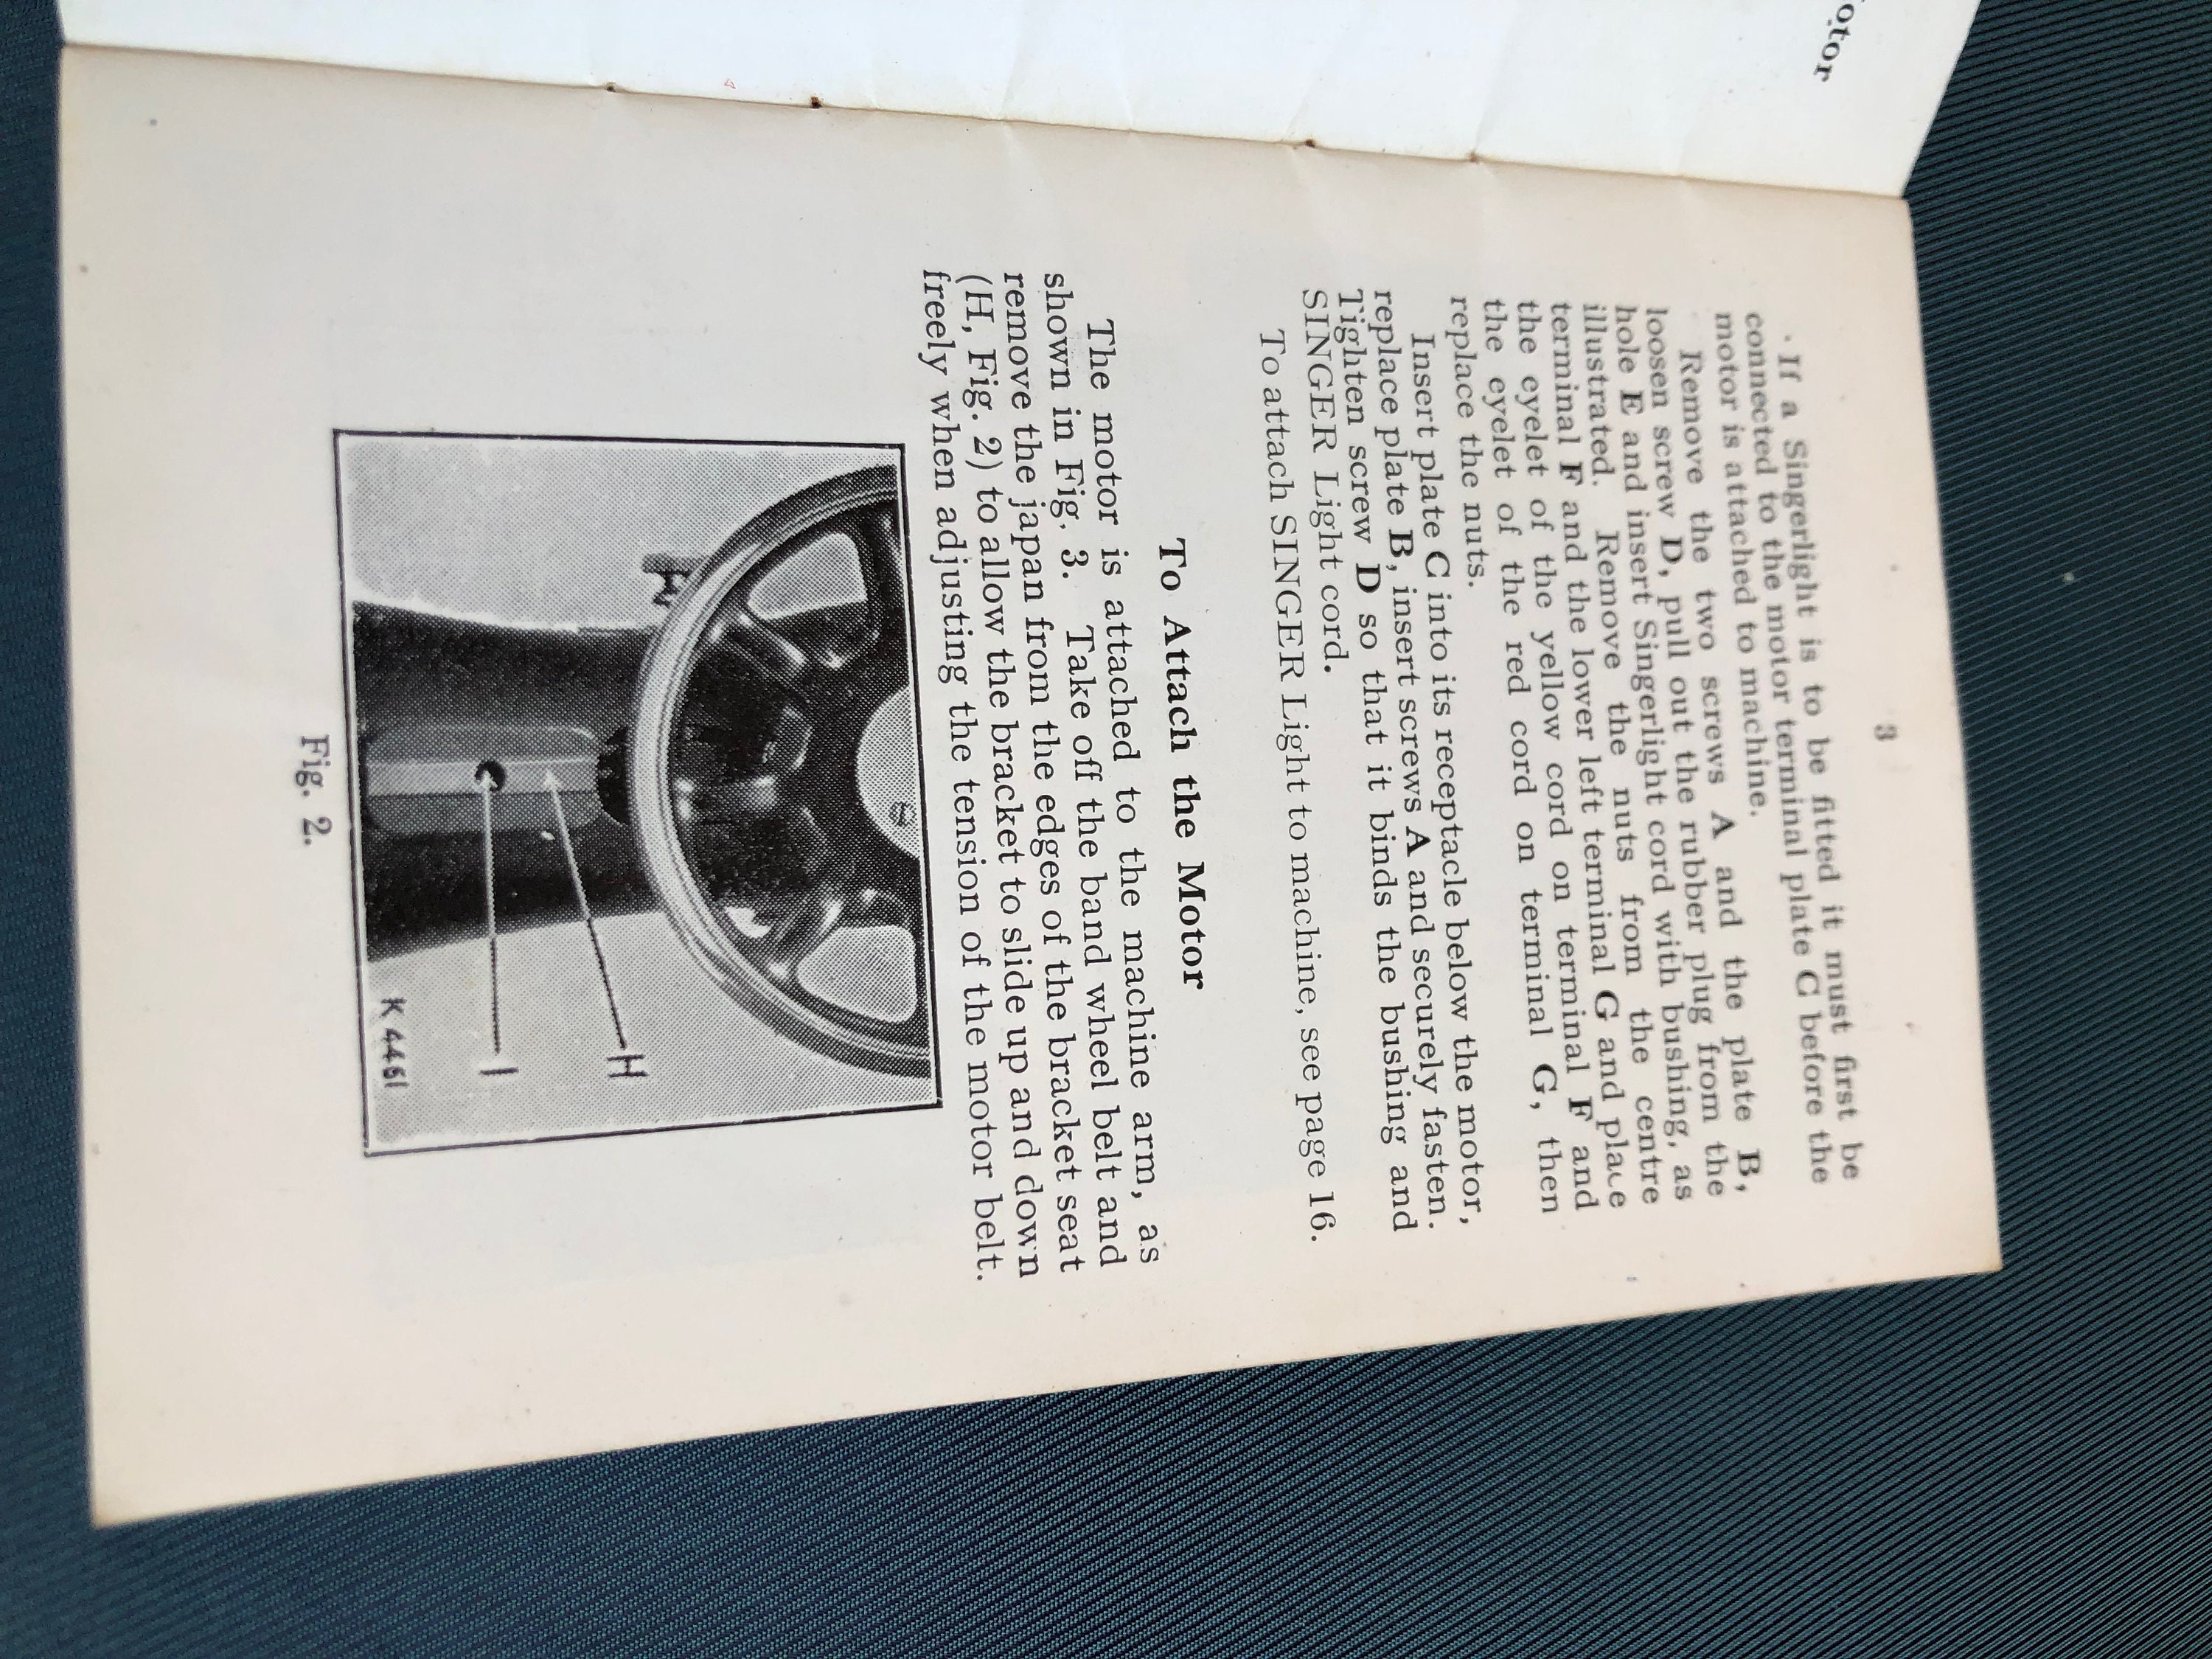 otor
3
If a Singerlight is to be fitted it must first be
connected to the motor terminal plate G before the
motor is attached to machine.
Remove the two screws A and the plate B,
loosen screw D, pull out the rubber plug from the
hole E and insert Singerlight cord with bushing, as
illustrated. Remove the nuts from the centre
terminal F and the lower left terminal G and place
the eyelet of the yellow cord on terminal F and
the eyelet of the red cord on terminal G, then
replace the nuts.
Insert plate C into its receptacle below the motor,
replace plate B, insert screws A and securely fasten.
Tighten screw D so that it binds the bushing and
SINGER Light cord.
To attach SINGER Light to machine, see page 16.
To Attach the Motor
The motor is attached to the machine arm, as
shown in Fig. 3. Take off the band wheel belt and
remove the japan from the edges of the bracket seat
(H, Fig. 2) to allow the bracket to slide up and down
freely when adjusting the tension of the motor belt.
H
I
K 4461
Fig. 2.